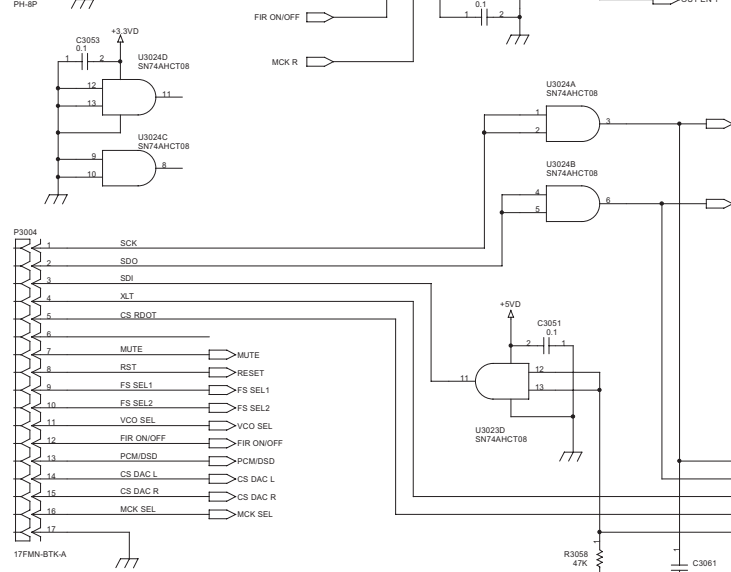 PH-8P
FIR ON/OFF
0.1
1
2
MCK R
C3053
0.1
+3.3VD
1
2
U3024D
SN74AHCT08
12
13
11
U3024C
SN74AHCT08
9
10
8
U3024A
SN74AHCT08
1
2
3
U3024B
SN74AHCT08
4
5
6
P3004
1 SCK
2 SDO
3 SDI
4 XLT
5 CS RDOT
6
7 MUTE MUTE
8 RST RESET
9 FS SEL1 FS SEL1
10 FS SEL2 FS SEL2
11 VCO SEL VCO SEL
12 FIR ON/OFF FIR ON/OFF
13 PCM/DSD PCM/DSD
14 CS DAC L CS DAC L
15 CS DAC R CS DAC R
16 MCK SEL MCK SEL
17
17FMN-BTK-A
+5VD
C3051
0.1
2
1
11
12
13
U3023D
SN74AHCT08
1
R3058
47K
1
C3061